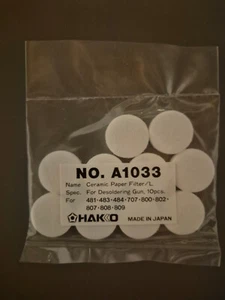 NO. A1033
Name Ceramic Paper Filter/L,
Spec. For Desoldering Gun, 10pcs.
For 481·483·484·707·800·802·
807·808·809
HAKKO MADE IN JAPAN